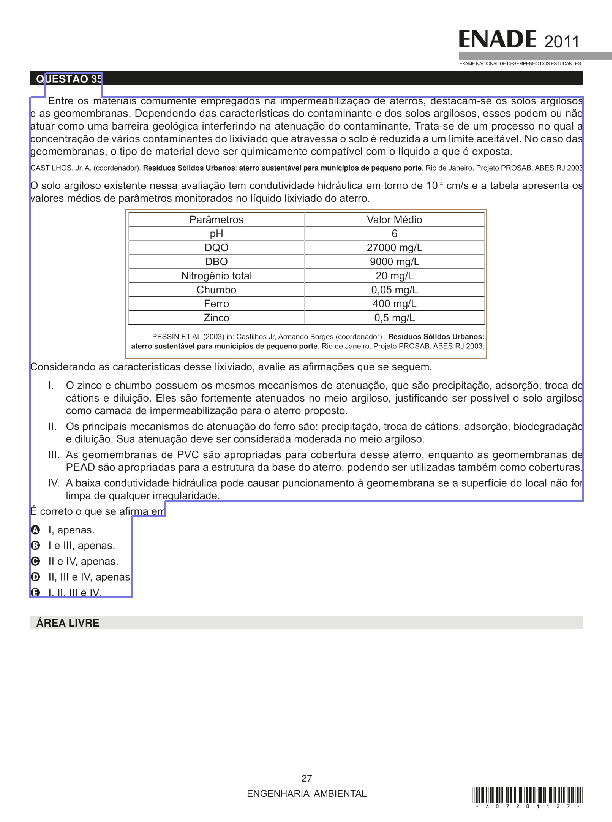 ENADE 2011
EXAME NACIONAL DE DESEMPENHO DOS ESTUDANTES
QUESTÃO 35
Entre os materiais comumente empregados na impermeabilização de aterros, destacam-se os solos argilosos
e as geomembranas. Dependendo das características do contaminante e dos solos argilosos, esses podem ou não
atuar como uma barreira geológica interferindo na atenuação do contaminante. Trata-se de um processo no qual a
concentração de vários contaminantes do lixiviado que atravessa o solo é reduzida a um limite aceitável. No caso das
geomembranas, o tipo de material deve ser quimicamente compatível com o líquido a que é exposta.
CASTILHOS, Jr. A. (coordenador). Resíduos Sólidos Urbanos: aterro sustentável para municípios de pequeno porte. Rio de Janeiro. Projeto PROSAB. ABES RJ 2003.
O solo argiloso existente nessa avaliação tem condutividade hidráulica em torno de 10⁻⁴ cm/s e a tabela apresenta os
valores médios de parâmetros monitorados no líquido lixiviado do aterro.
Parâmetros Valor Médio
pH 6
DQO 27000 mg/L
DBO 9000 mg/L
Nitrogênio total 20 mg/L
Chumbo 0,05 mg/L
Ferro 400 mg/L
Zinco 0,5 mg/L
PESSIN ET AL (2003) in: Castilhos Jr, Armando Borges (coordenador). Resíduos Sólidos Urbanos:
aterro sustentável para municípios de pequeno porte. Rio de Janeiro. Projeto PROSAB. ABES RJ 2003.
Considerando as características desse lixiviado, avalie as afirmações que se seguem.
I. O zinco e chumbo possuem os mesmos mecanismos de atenuação, que são precipitação, adsorção, troca de
cátions e diluição. Eles são fortemente atenuados no meio argiloso, justificando ser possível o solo argiloso
como camada de impermeabilização para o aterro proposto.
II. Os principais mecanismos de atenuação do ferro são: precipitação, troca de cátions, adsorção, biodegradação
e diluição. Sua atenuação deve ser considerada moderada no meio argiloso.
III. As geomembranas de PVC são apropriadas para cobertura desse aterro, enquanto as geomembranas de
PEAD são apropriadas para a estrutura da base do aterro, podendo ser utilizadas também como coberturas.
IV. A baixa condutividade hidráulica pode causar puncionamento à geomembrana se a superfície do local não for
limpa de qualquer irregularidade.
É correto o que se afirma em
A I, apenas.
B I e III, apenas.
C II e IV, apenas.
D II, III e IV, apenas
E I, II, III e IV.
ÁREA LIVRE
27
ENGENHARIA AMBIENTAL